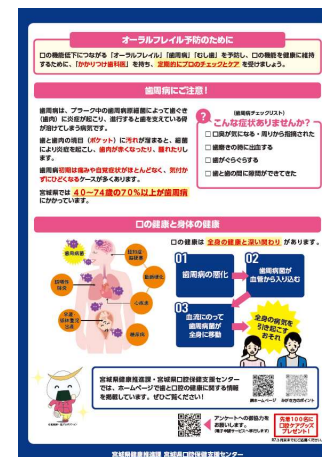 オーラルフレイル予防のために
口の機能低下につながる「オーラルフレイル」「歯周病」「むし歯」を予防し、口の機能を健康に維持
するために、「かかりつけ歯科医」を持ち、定期的にプロのチェックとケアを受けましょう。
歯周病にご注意！
歯周病は、プラーク中の歯周病原細菌によって歯ぐき
(歯肉)に炎症が起こり、進行すると歯を支えている骨
が溶けてしまう病気です。
歯と歯肉の境目(ポケット)に汚れが溜まると、細菌
により炎症を起こし、歯肉が赤くなったり、腫れたりし
ます。
歯周病初期は痛みや自覚症状がほとんどなく、気付か
ずにひどくなるケースが多くあります。
宮城県では40～74歳の70%以上が歯周病
にかかっています。
?
(歯周病チェックリスト)
こんな症状ありませんか？
□口臭が気になる・周りから指摘された
□歯磨きの時に出血する
□歯がぐらぐらする
□歯と歯の間に隙間ができてきた
口の健康と身体の健康
口の健康は全身の健康と深い関わりがあります。
歯周病菌
動脈硬化
心疾患
糖尿病
01
歯周病の悪化
02
歯周病菌が
血管から入り込む
03
血流にのって
歯周病菌が
全身に移動
全身の病気を
引き起こす
おそれ
宮城県健康推進課・宮城県口腔保健支援センター
では、ホームページで歯と口腔の健康に関する情報
を掲載しています。ぜひご覧ください！
県ホームページ
アンケートへの御協力を
お願いします。
先着100名に
口腔ケアグッズ
プレゼント！
宮城県健康推進課 宮城県口腔保健支援センター